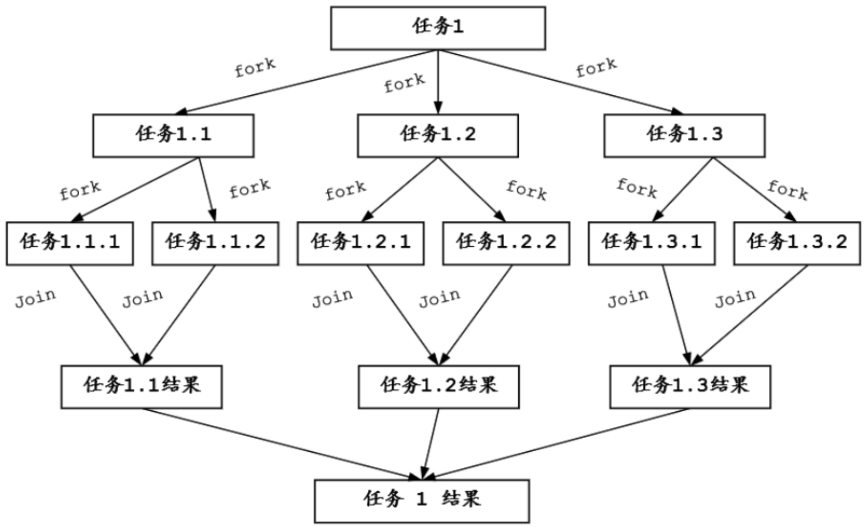 任务1
fork fork fork
任务1.1 任务1.2 任务1.3
fork fork fork fork fork fork
任务1.1.1 任务1.1.2 任务1.2.1 任务1.2.2 任务1.3.1 任务1.3.2
Join Join Join Join Join Join
任务1.1结果 任务1.2结果 任务1.3结果
任务 1 结果